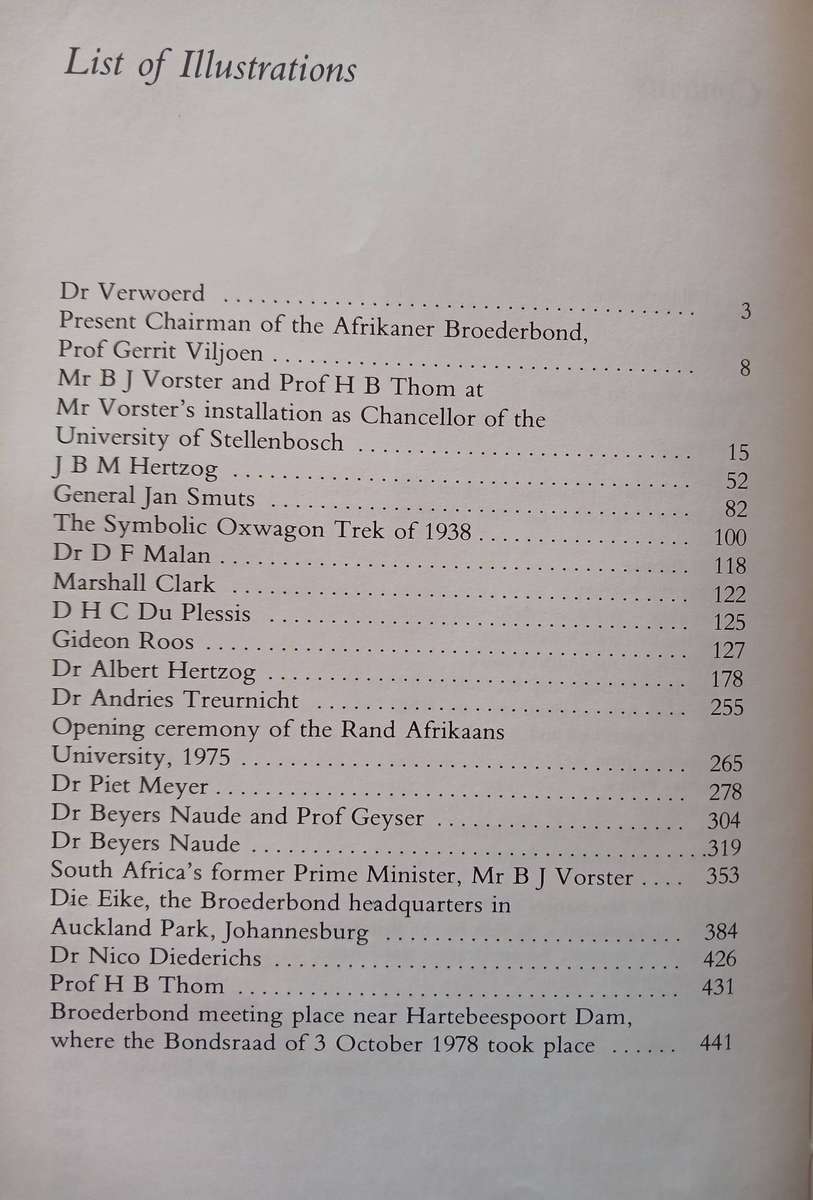 List of Illustrations
Dr Verwoerd ........................................ 3
Present Chairman of the Afrikaner Broederbond,
Prof Gerrit Viljoen .................................... 8
Mr B J Vorster and Prof H B Thom at
Mr Vorster's installation as Chancellor of the
University of Stellenbosch ............................ 15
J B M Hertzog ...................................... 52
General Jan Smuts ................................... 82
The Symbolic Oxwagon Trek of 1938 .................. 100
Dr D F Malan ....................................... 118
Marshall Clark ...................................... 122
D H C Du Plessis ................................... 125
Gideon Roos ........................................ 127
Dr Albert Hertzog ................................... 178
Dr Andries Treurnicht ............................... 255
Opening ceremony of the Rand Afrikaans
University, 1975 ..................................... 265
Dr Piet Meyer ....................................... 278
Dr Beyers Naude and Prof Geyser ..................... 304
Dr Beyers Naude ...................................... 319
South Africa's former Prime Minister, Mr B J Vorster .... 353
Die Eike, the Broederbond headquarters in
Auckland Park, Johannesburg ......................... 384
Dr Nico Diederichs .................................. 426
Prof H B Thom ..................................... 431
Broederbond meeting place near Hartebeespoort Dam,
where the Bondsraad of 3 October 1978 took place ...... 441